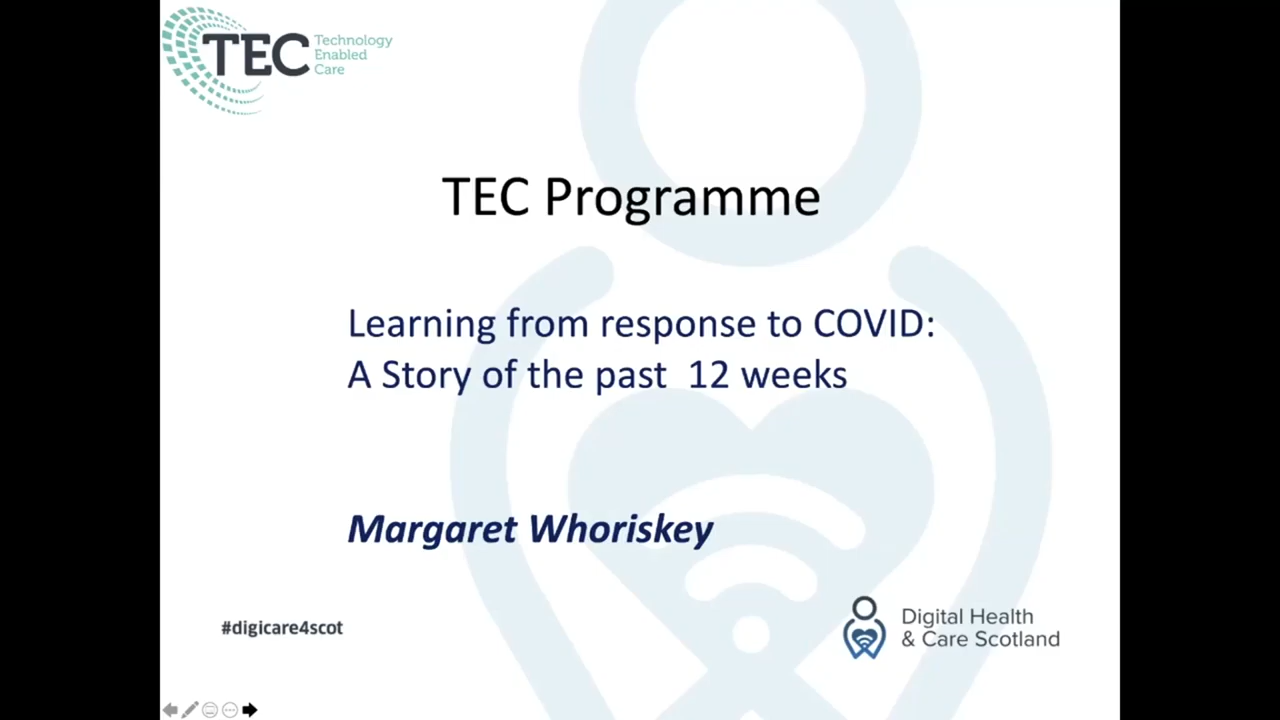 TEC
Technology
Enabled
Care
TEC Programme
Learning from response to COVID:
A Story of the past 12 weeks
Margaret Whoriskey
#digicare4scot
Digital Health
& Care Scotland